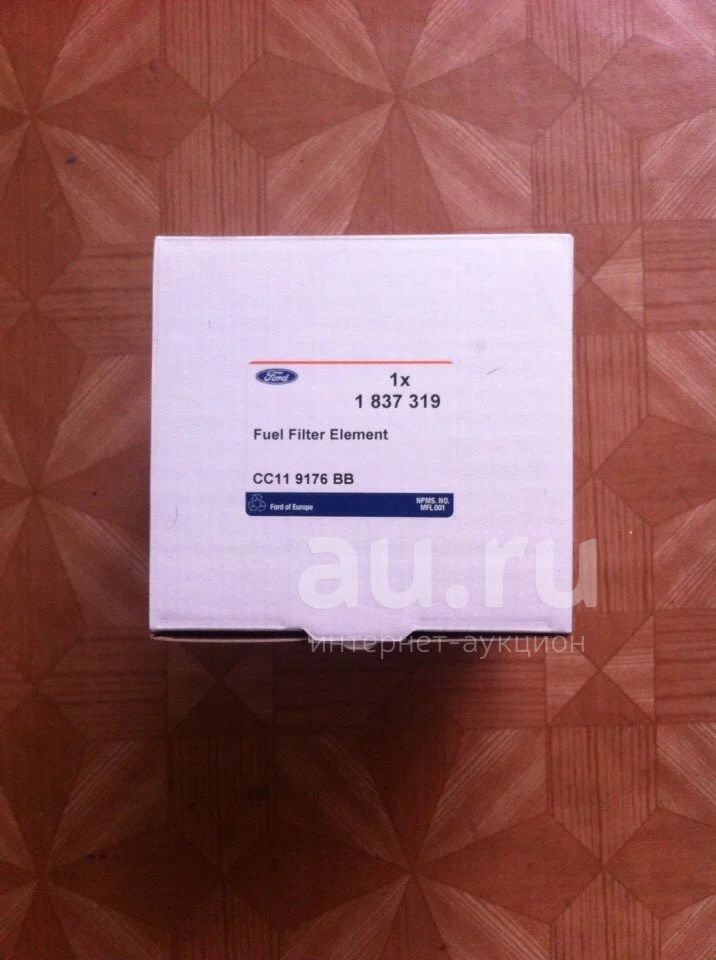 Ford
1x
1 837 319
Fuel Filter Element
CC11 9176 BB
Ford of Europe
NPMS. NO.
MFL 001
au.ru
интернет-аукцион